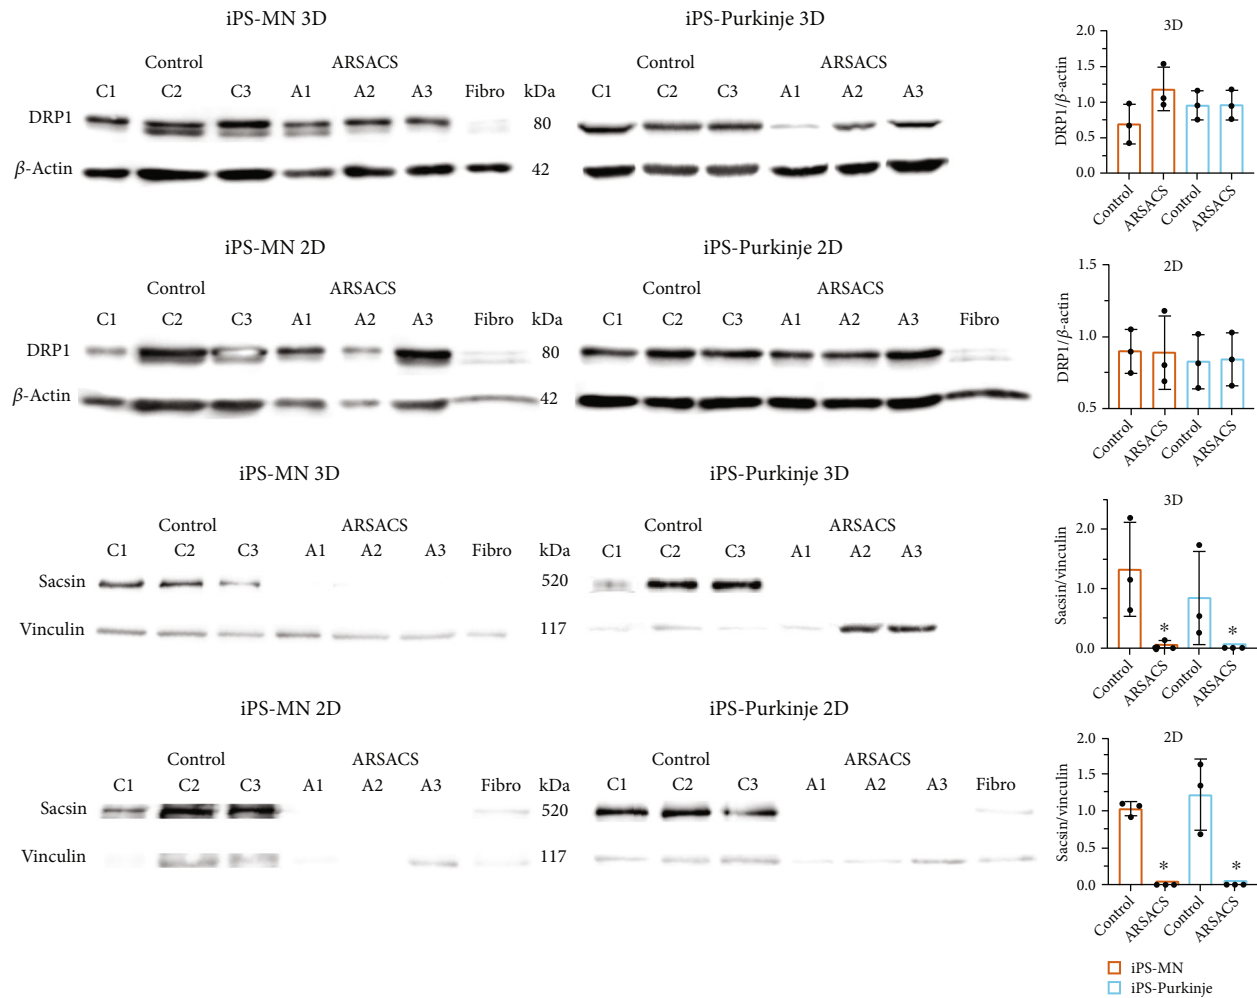 iPS-MN 3D
Control ARSACS
C1 C2 C3 A1 A2 A3 Fibro kDa
DRP1 80
β-Actin 42
iPS-Purkinje 3D
Control ARSACS
C1 C2 C3 A1 A2 A3
3D
DRP1/β-actin
2.0
1.5
1.0
0.5
0.0
Control ARSACS Control ARSACS
iPS-MN 2D
Control ARSACS
C1 C2 C3 A1 A2 A3 Fibro kDa
DRP1 80
β-Actin 42
iPS-Purkinje 2D
Control ARSACS
C1 C2 C3 A1 A2 A3 Fibro
2D
DRP1/β-actin
1.5
1.0
0.5
Control ARSACS Control ARSACS
iPS-MN 3D
Control ARSACS
C1 C2 C3 A1 A2 A3 Fibro kDa
Sacsin 520
Vinculin 117
iPS-Purkinje 3D
Control ARSACS
C1 C2 C3 A1 A2 A3
3D
Sacsin/vinculin
2.0
1.0
0.0
* *
Control ARSACS Control ARSACS
iPS-MN 2D
Control ARSACS
C1 C2 C3 A1 A2 A3 Fibro kDa
Sacsin 520
Vinculin 117
iPS-Purkinje 2D
Control ARSACS
C1 C2 C3 A1 A2 A3 Fibro
2D
Sacsin/vinculin
2.0
1.5
1.0
0.5
0.0
* *
Control ARSACS Control ARSACS
iPS-MN
iPS-Purkinje